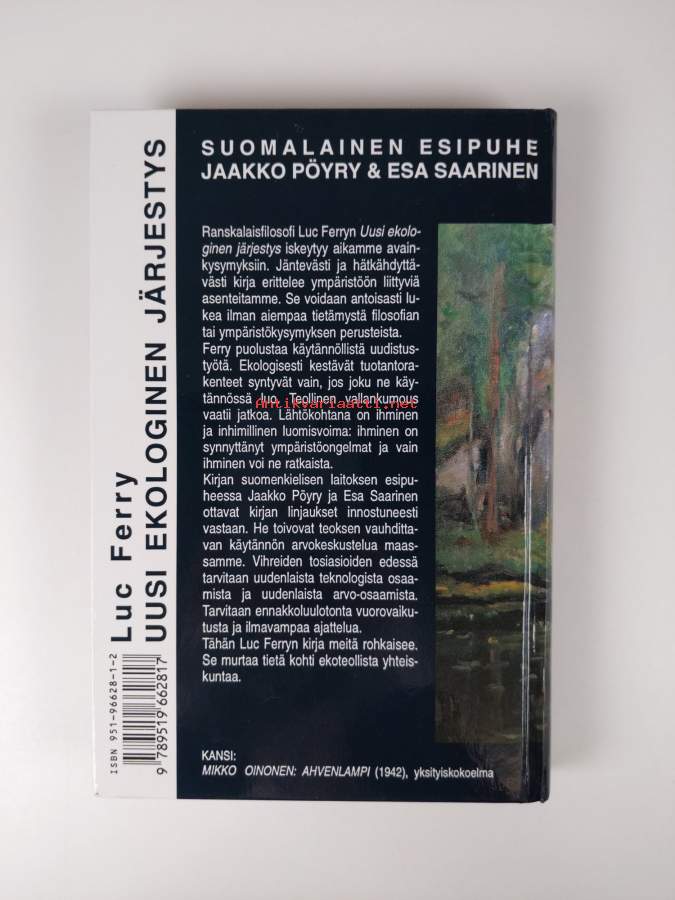 SUOMALAINEN ESIPUHE
JAAKKO PÖYRY & ESA SAARINEN
Ranskalaisfilosofi Luc Ferryn Uusi ekolo-
ginen järjestys iskeytyy aikamme avain-
kysymyksiin. Jäntevästi ja hätkähdyttä-
västi kirja erittelee ympäristöön liittyviä
asenteitamme. Se voidaan antoisasti lu-
kea ilman aiempaa tietämystä filosofian
tai ympäristökysymyksen perusteista.
Ferry puolustaa käytännöllistä uudistus-
työtä. Ekologisesti kestävät tuotantora-
kenteet syntyvät vain, jos joku ne käy-
tännössä luo. Teollinen vallankumous
Antikvariaatti.net
vaatii jatkoa. Lähtökohtana on ihminen
ja inhimillinen luomisvoima: ihminen on
synnyttänyt ympäristöongelmat ja vain
ihminen voi ne ratkaista.
Kirjan suomenkielisen laitoksen esipu-
heessa Jaakko Pöyry ja Esa Saarinen
ottavat kirjan linjaukset innostuneesti
vastaan. He toivovat teoksen vauhditta-
van käytännön arvokeskustelua maas-
samme. Vihreiden tosiasioiden edessä
tarvitaan uudenlaista teknologista osaa-
mista ja uudenlaista arvo-osaamista.
Tarvitaan ennakkoluulotonta vuorovaiku-
tusta ja ilmavampaa ajattelua.
Tähän Luc Ferryn kirja meitä rohkaisee.
Se murtaa tietä kohti ekoteollista yhteis-
kuntaa.
KANSI:
MIKKO OINONEN: AHVENLAMPI (1942), yksityiskokoelma
Luc Ferry
UUSI EKOLOGINEN JÄRJESTYS
ISBN 951-96628-1-2
9 789519 662817